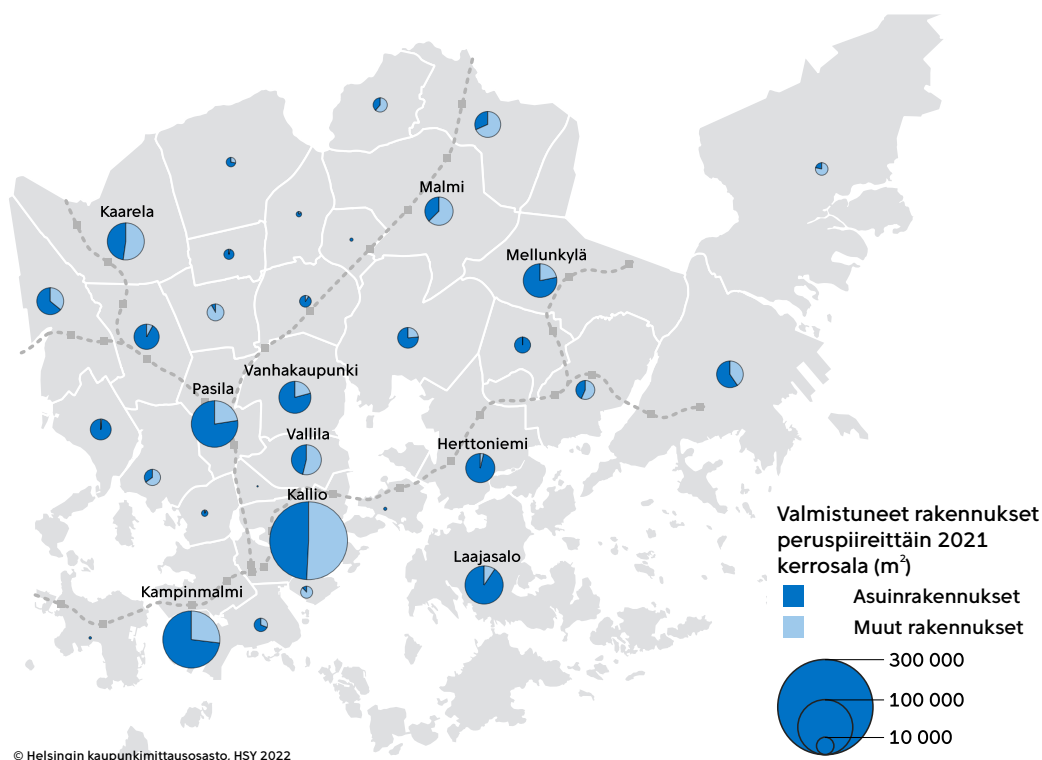 Malmi
Kaarela
Mellunkylä
Vanhakaupunki
Pasila
Vallila
Herttoniemi
Kallio
Laajasalo
Kampinmalmi
Valmistuneet rakennukset
peruspiireittäin 2021
kerrosala (m²)
Asuinrakennukset
Muut rakennukset
300 000
100 000
10 000
© Helsingin kaupunkimittausosasto, HSY 2022